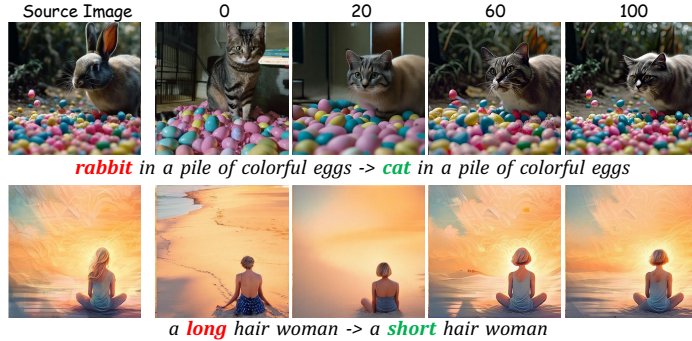 Source Image 0 20 60 100
rabbit in a pile of colorful eggs -> cat in a pile of colorful eggs
a long hair woman -> a short hair woman